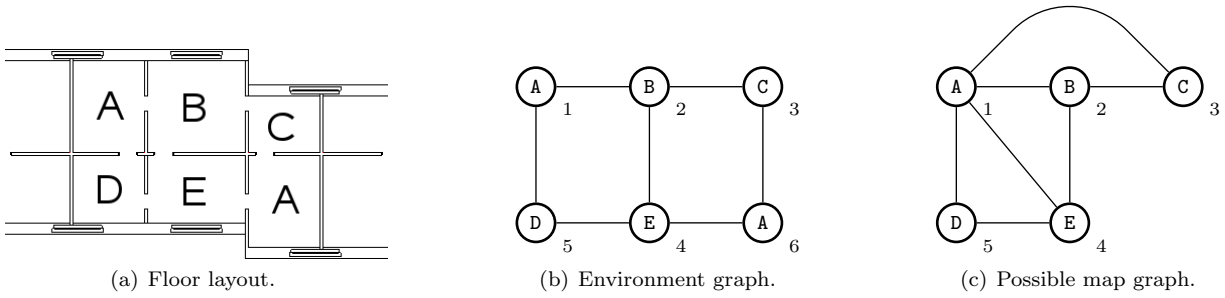 A B C
D E A
(a) Floor layout.
A B C
1 2 3
D E A
5 4 6
(b) Environment graph.
A B C
1 2 3
D E
5 4
(c) Possible map graph.